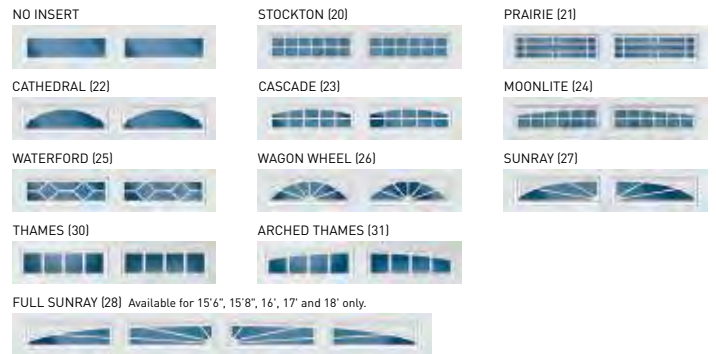 NO INSERT
STOCKTON (20)
PRAIRIE (21)
CATHEDRAL (22)
CASCADE (23)
MOONLITE (24)
WATERFORD (25)
WAGON WHEEL (26)
SUNRAY (27)
THAMES (30)
ARCHED THAMES (31)
FULL SUNRAY (28) Available for 15'6", 15'8", 16', 17' and 18' only.